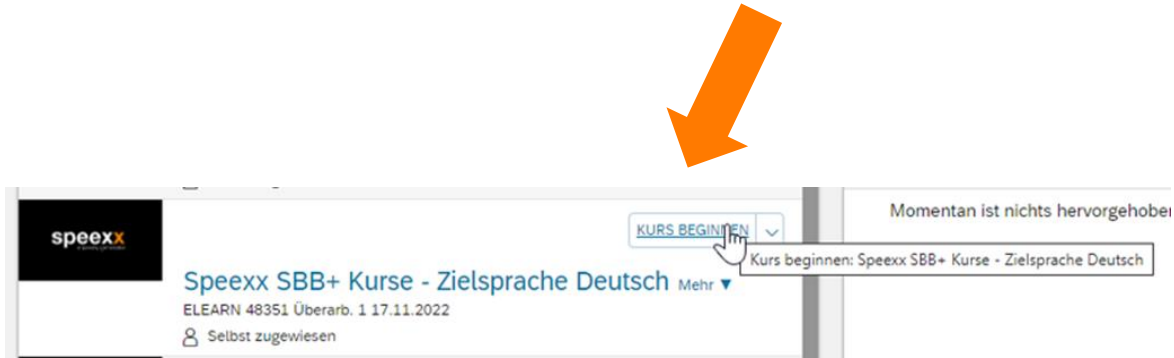 speexx
KURS BEGINNEN
Momentan ist nichts hervorgehoben
Kurs beginnen: Speexx SBB+ Kurse - Zielsprache Deutsch
Speexx SBB+ Kurse - Zielsprache Deutsch Mehr ▼
ELEARN 48351 Überarb. 1 17.11.2022
Selbst zugewiesen